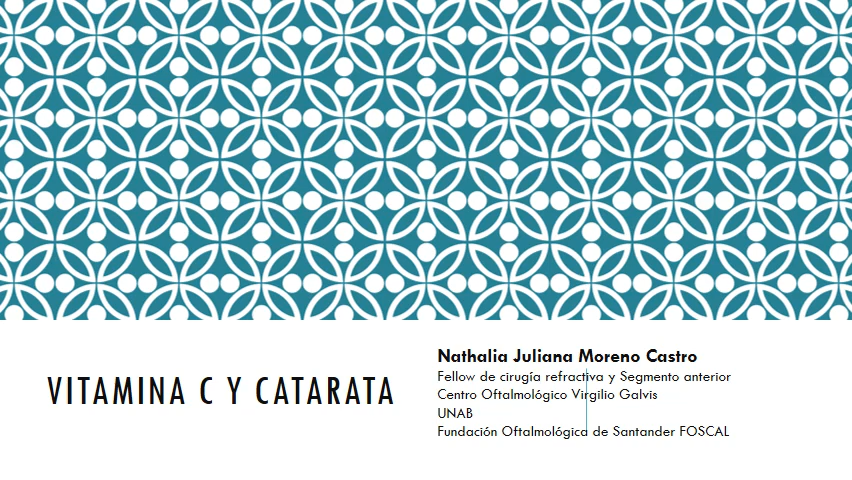 VITAMINA C Y CATARATA
Nathalia Juliana Moreno Castro
Fellow de cirugía refractiva y Segmento anterior
Centro Oftalmológico Virgilio Galvis
UNAB
Fundación Oftalmológica de Santander FOSCAL